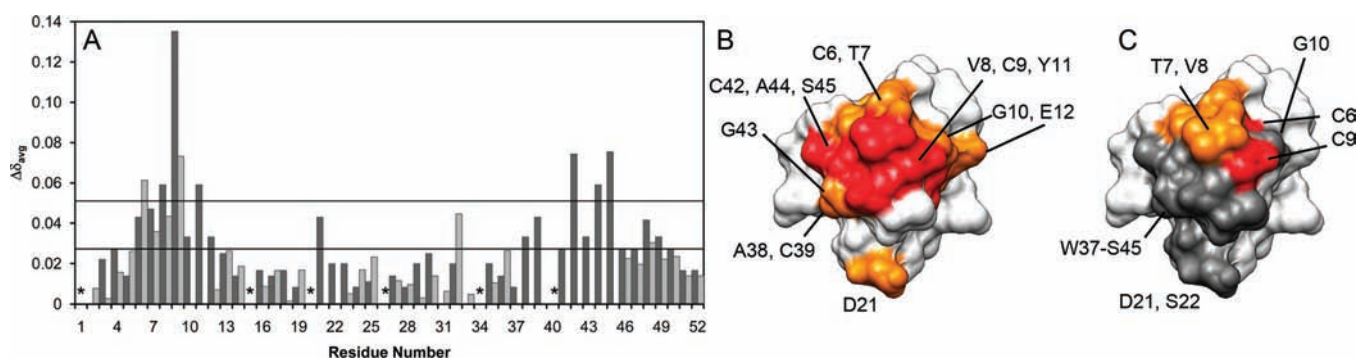 A
Δδavg
0.14
0.12
0.10
0.08
0.06
0.04
0.02
0
* * * * * *
1 4 7 10 13 16 19 22 25 28 31 34 37 40 43 46 49 52
Residue Number
B
C6, T7
V8, C9, Y11
C42, A44, S45
G10, E12
G43
A38, C39
D21
C
G10
T7, V8
C6
C9
W37-S45
D21, S22